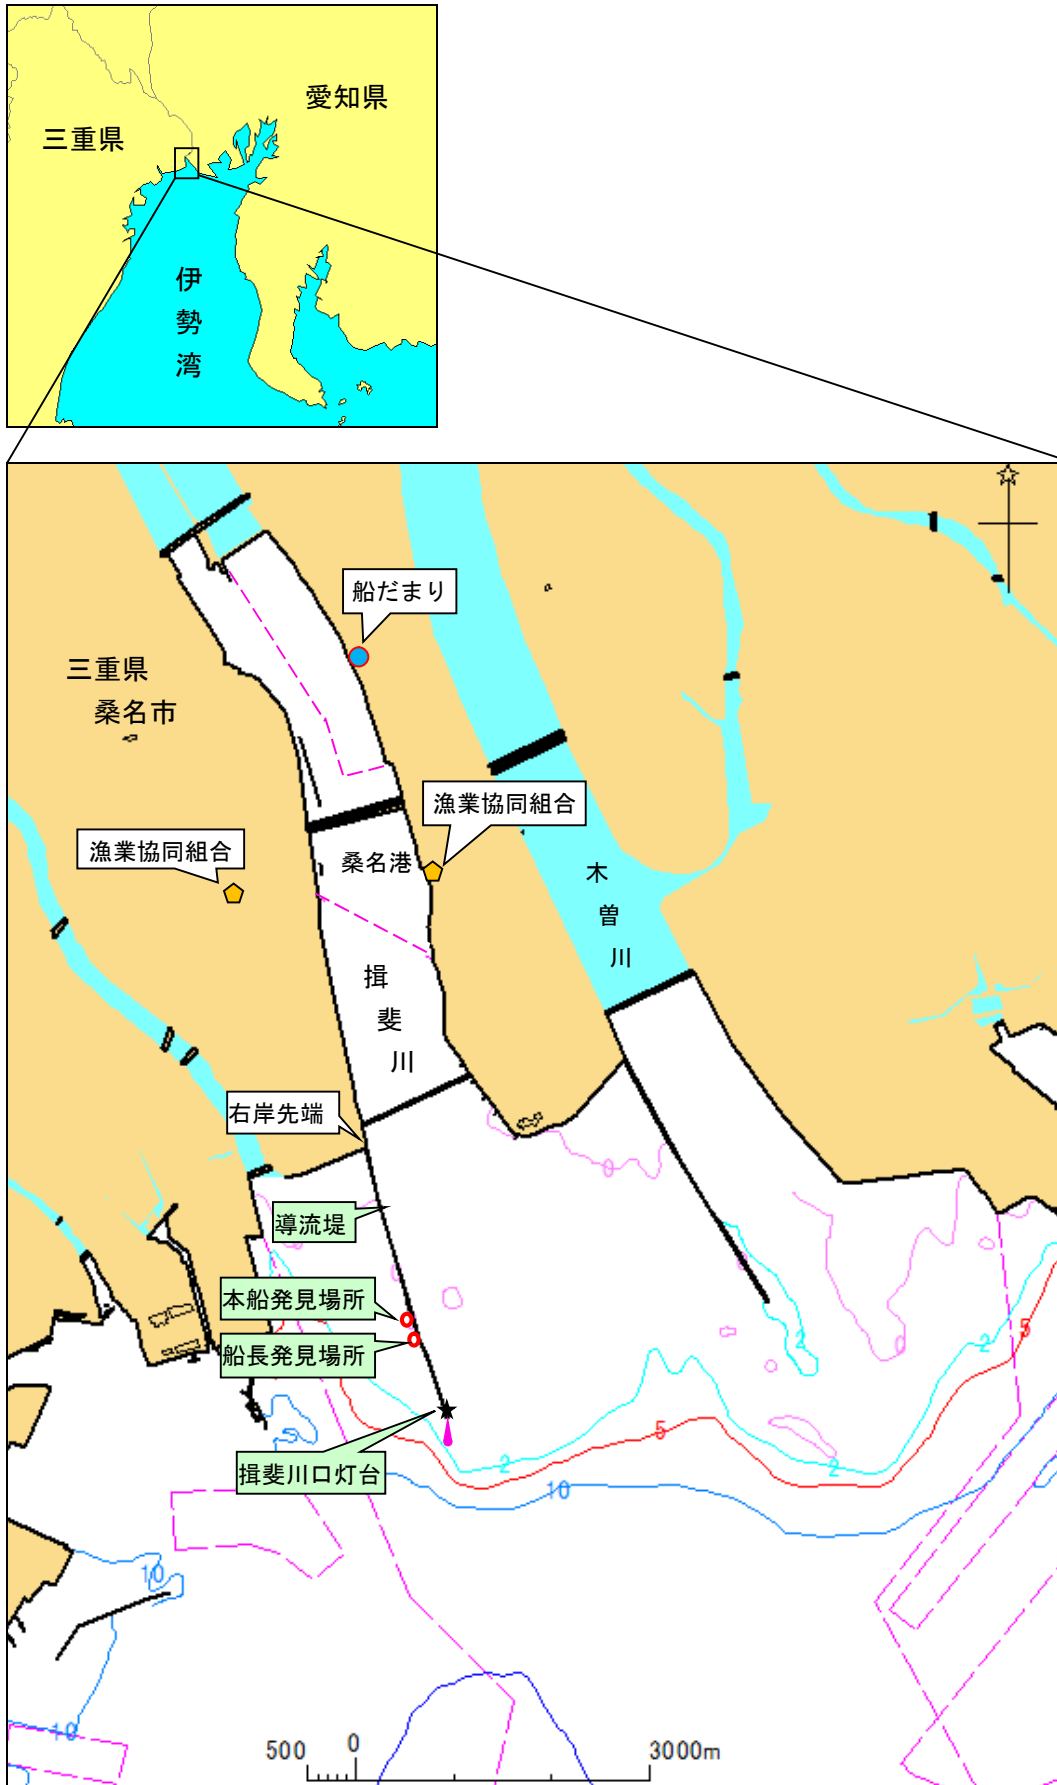 愛知県
三重県
伊勢湾
船だまり
三重県
桑名市
漁業協同組合
漁業協同組合
桑名港
木曽川
揖斐川
右岸先端
0
導流堤
本船発見場所
船長発見場所
2
2
0
5
5
2
2
揖斐川口灯台
10
10
10
500 0 3000m